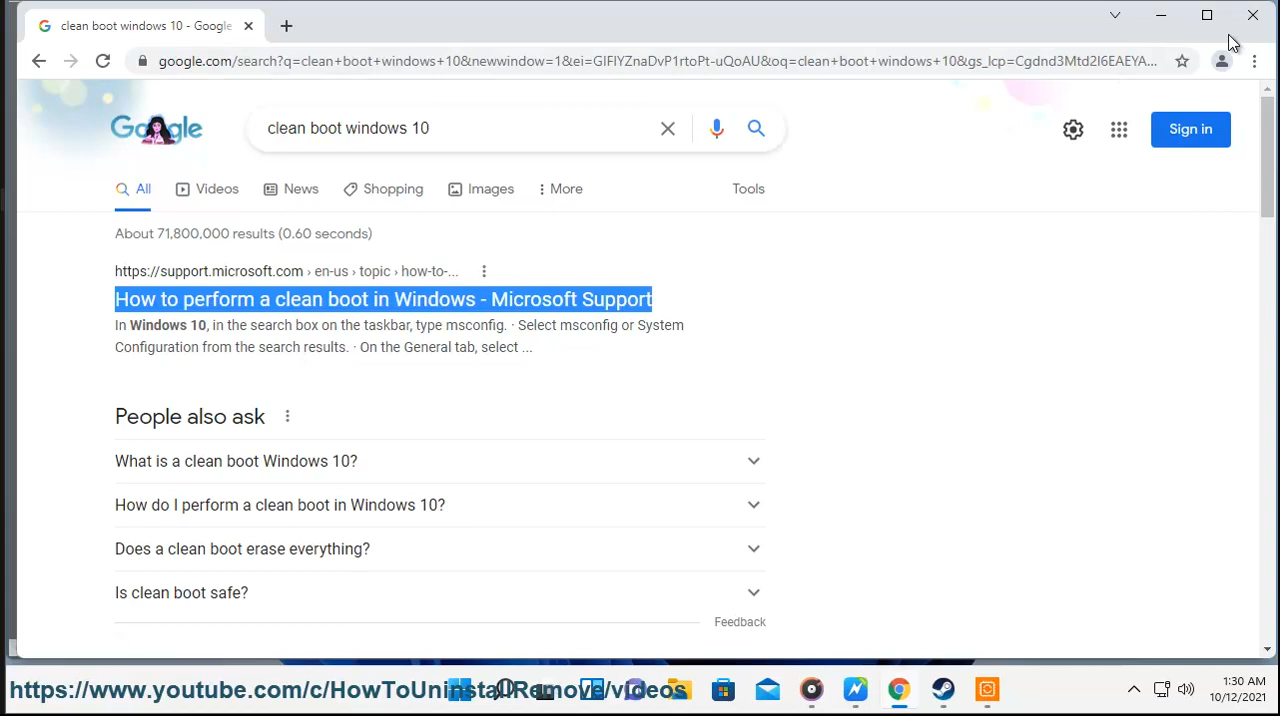 clean boot windows 10 - Google
google.com/search?q=clean+boot+windows+10&newwindow=1&ei=GIFIYZnaDvP1rtoPt-uQoAU&oq=clean+boot+windows+10&gs_lcp=Cgdnd3Mtd2l6EAEYA...
Google
clean boot windows 10
Sign in
All
Videos
News
Shopping
Images
More
Tools
About 71,800,000 results (0.60 seconds)
https://support.microsoft.com › en-us › topic › how-to-...
How to perform a clean boot in Windows - Microsoft Support
In Windows 10, in the search box on the taskbar, type msconfig. · Select msconfig or System
Configuration from the search results. · On the General tab, select ...
People also ask
What is a clean boot Windows 10?
How do I perform a clean boot in Windows 10?
Does a clean boot erase everything?
Is clean boot safe?
Feedback
https://www.youtube.com/c/HowToUninstallRemove/videos
1:30 AM
10/12/2021